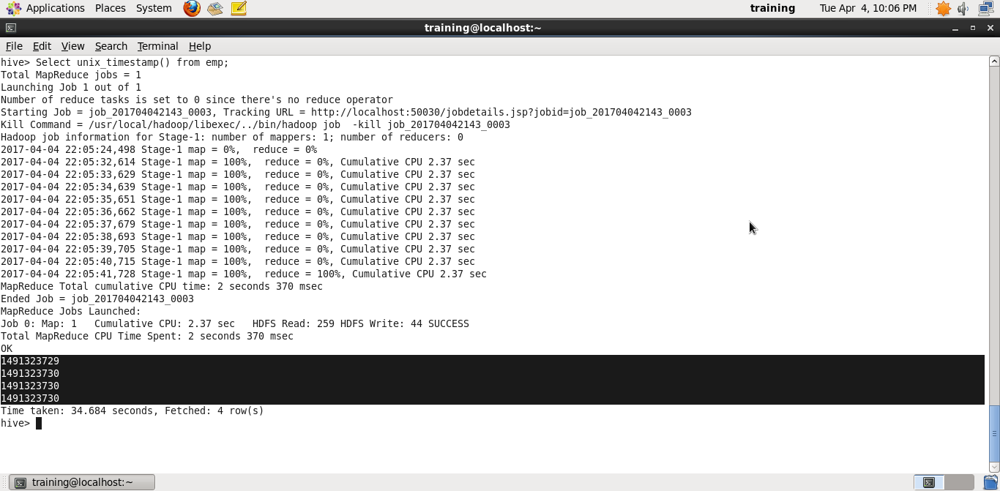 Applications Places System training Tue Apr 4, 10:06 PM
training@localhost:~
File Edit View Search Terminal Help
hive> Select unix_timestamp() from emp;
Total MapReduce jobs = 1
Launching Job 1 out of 1
Number of reduce tasks is set to 0 since there's no reduce operator
Starting Job = job_201704042143_0003, Tracking URL = http://localhost:50030/jobdetails.jsp?jobid=job_201704042143_0003
Kill Command = /usr/local/hadoop/libexec/../bin/hadoop job  -kill job_201704042143_0003
Hadoop job information for Stage-1: number of mappers: 1; number of reducers: 0
2017-04-04 22:05:24,498 Stage-1 map = 0%,  reduce = 0%
2017-04-04 22:05:32,614 Stage-1 map = 100%,  reduce = 0%, Cumulative CPU 2.37 sec
2017-04-04 22:05:33,629 Stage-1 map = 100%,  reduce = 0%, Cumulative CPU 2.37 sec
2017-04-04 22:05:34,639 Stage-1 map = 100%,  reduce = 0%, Cumulative CPU 2.37 sec
2017-04-04 22:05:35,651 Stage-1 map = 100%,  reduce = 0%, Cumulative CPU 2.37 sec
2017-04-04 22:05:36,662 Stage-1 map = 100%,  reduce = 0%, Cumulative CPU 2.37 sec
2017-04-04 22:05:37,679 Stage-1 map = 100%,  reduce = 0%, Cumulative CPU 2.37 sec
2017-04-04 22:05:38,693 Stage-1 map = 100%,  reduce = 0%, Cumulative CPU 2.37 sec
2017-04-04 22:05:39,705 Stage-1 map = 100%,  reduce = 0%, Cumulative CPU 2.37 sec
2017-04-04 22:05:40,715 Stage-1 map = 100%,  reduce = 0%, Cumulative CPU 2.37 sec
2017-04-04 22:05:41,728 Stage-1 map = 100%,  reduce = 100%, Cumulative CPU 2.37 sec
MapReduce Total cumulative CPU time: 2 seconds 370 msec
Ended Job = job_201704042143_0003
MapReduce Jobs Launched:
Job 0: Map: 1   Cumulative CPU: 2.37 sec   HDFS Read: 259 HDFS Write: 44 SUCCESS
Total MapReduce CPU Time Spent: 2 seconds 370 msec
OK
1491323729
1491323730
1491323730
1491323730
Time taken: 34.684 seconds, Fetched: 4 row(s)
hive>
training@localhost:~